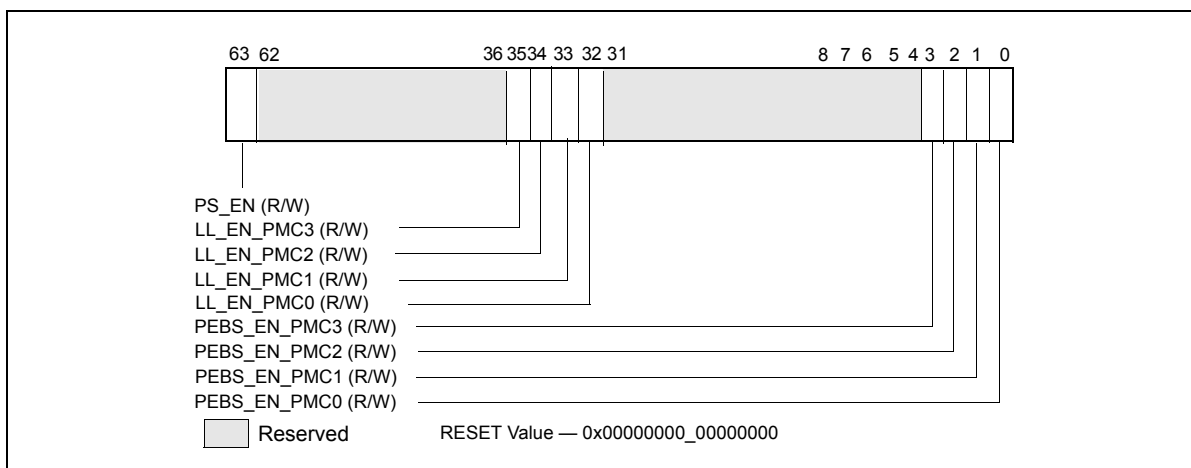 63 62 36 35 34 33 32 31 8 7 6 5 4 3 2 1 0
PS_EN (R/W)
LL_EN_PMC3 (R/W)
LL_EN_PMC2 (R/W)
LL_EN_PMC1 (R/W)
LL_EN_PMC0 (R/W)
PEBS_EN_PMC3 (R/W)
PEBS_EN_PMC2 (R/W)
PEBS_EN_PMC1 (R/W)
PEBS_EN_PMC0 (R/W)
Reserved RESET Value — 0x00000000_00000000